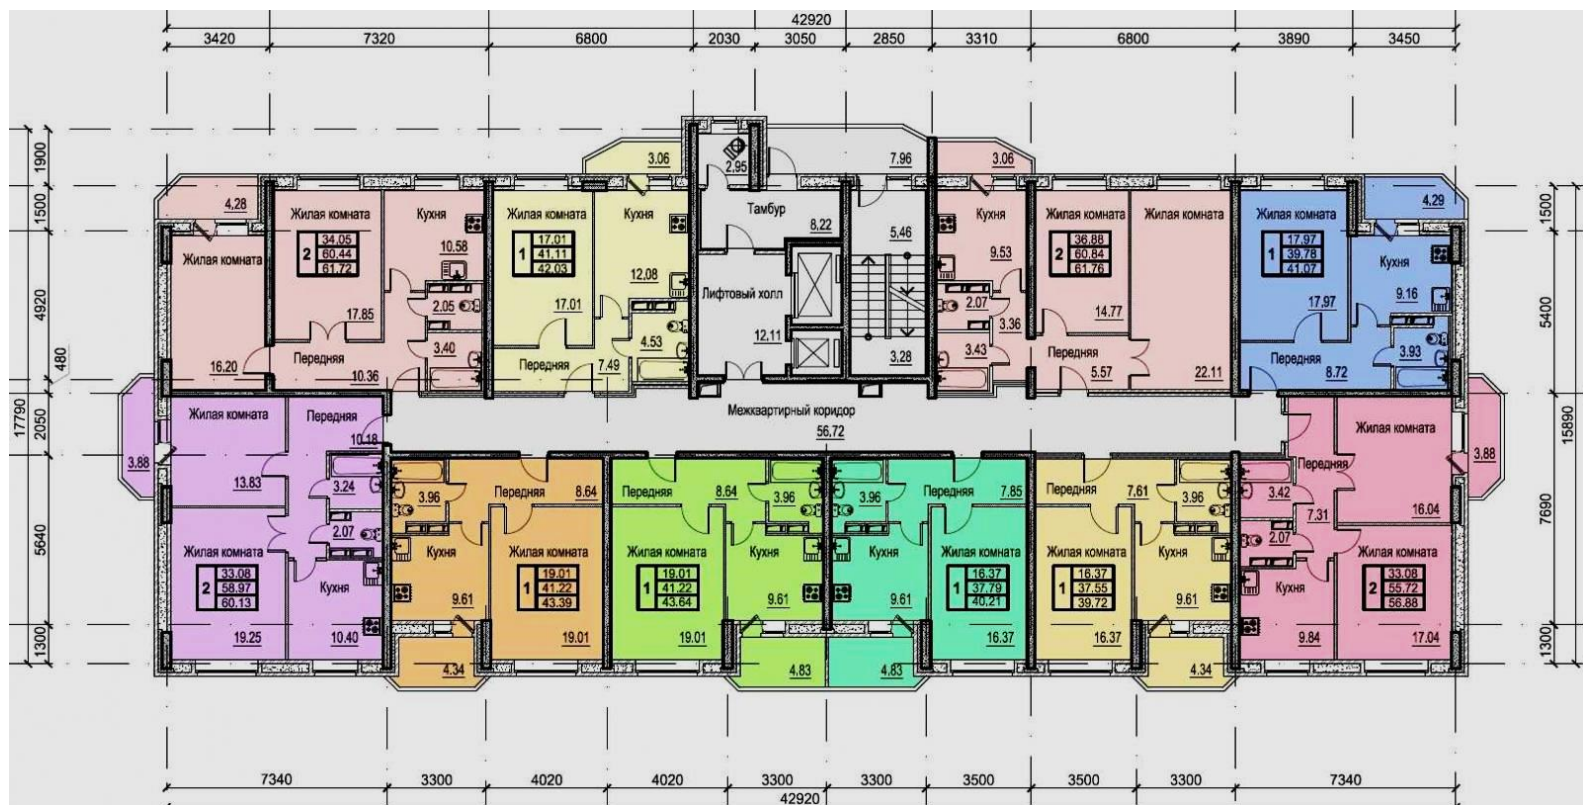 42920
3420 7320 6800 2030 3050 2850 3310 6800 3890 3450
1900
1500
4920
480
2050
17790
5640
1300
1500
5400
15890
7690
1300
3.06 2.95 7.96 3.06
4,28 4,29
Жилая комната Кухня Жилая комната Кухня Тамбур Кухня Жилая комната Жилая комната Жилая комната
2 34.05 60.44 61.72
10.58
1 17.01 41.11 42.03
12.08
8.22
5.46
9.53
2 36.88 60.84 61.76
1 17.97 39.78 41.07
Жилая комната
Кухня
9.16
Лифтовый холл
17.85 2.05 17.01 2.07 14.77 17.97
3.40 4.53 12.11 3.28 3.43 3.36 3.93
Передняя Передняя Передняя Передняя
16.20 10.36 7.49 5.57 22.11 8.72
Межквартирный коридор
56.72
Жилая комната Передняя
10.18
3.88
13.83
3.24
2.07
Жилая комната
2 33.08 58.97 60.13
Кухня
19.25 10.40
3.96 Передняя 8.64
Кухня Жилая комната
1 19.01 41.22 43.39
9.61 19.01
4.34
Передняя 8.64 3.96
Жилая комната Кухня
1 19.01 41.22 43.64
9.61
19.01
4.83
3.96 Передняя 7.85
Кухня Жилая комната
1 16.37 37.79 40.21
9.61 16.37
4.83
Передняя 7.61 3.96
Жилая комната Кухня
1 16.37 37.55 39.72
9.61
16.37
4.34
Жилая комната
Передняя
3.88
3.42
7.31 16.04
2.07
Жилая комната
Кухня
2 33.08 55.72 56.88
9.84 17.04
7340 3300 4020 4020 3300 3300 3500 3500 3300 7340
42920